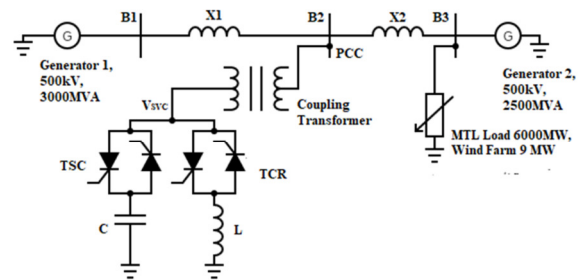 B1
X1
B2
X2
B3
G
G
PCC
Generator 1,
500kV,
3000MVA
Generator 2,
500kV,
2500MVA
VSVC
Coupling
Transformer
MTL Load 6000MW,
Wind Farm 9 MW
TSC
TCR
C
L